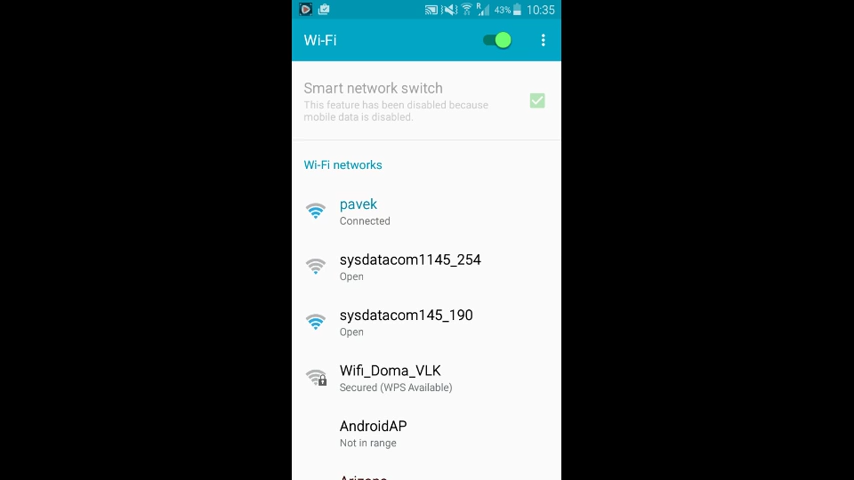 R 43% 10:35
Wi-Fi
Smart network switch
This feature has been disabled because
mobile data is disabled.
Wi-Fi networks
pavek
Connected
sysdatacom1145_254
Open
sysdatacom145_190
Open
Wifi_Doma_VLK
Secured (WPS Available)
AndroidAP
Not in range